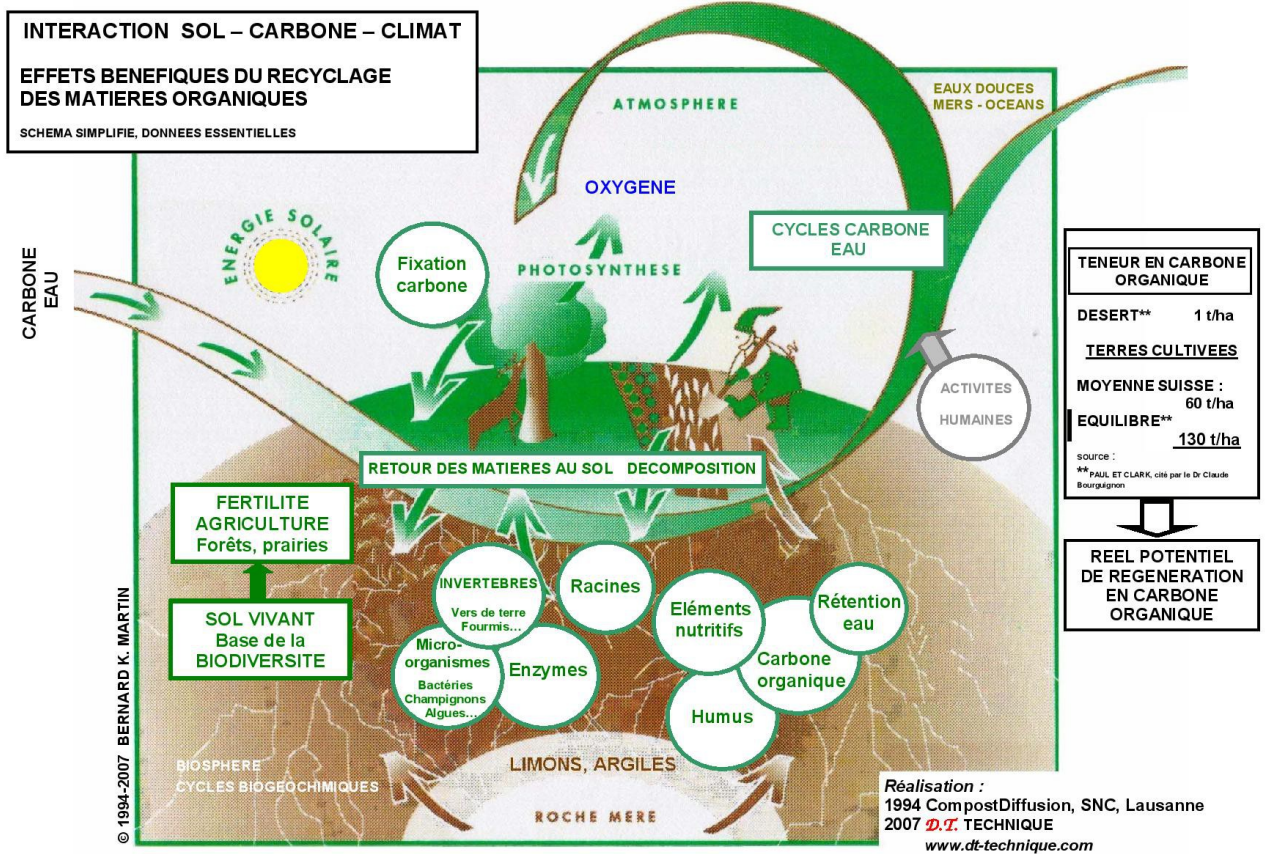 INTERACTION SOL – CARBONE – CLIMAT
EFFETS BENEFIQUES DU RECYCLAGE
DES MATIERES ORGANIQUES
SCHEMA SIMPLIFIE, DONNEES ESSENTIELLES
ATMOSPHERE
EAUX DOUCES
MERS - OCEANS
OXYGENE
ENERGIE SOLAIRE
CARBONE
EAU
Fixation
carbone
PHOTOSYNTHESE
CYCLES CARBONE
EAU
ACTIVITES
HUMAINES
TENEUR EN CARBONE
ORGANIQUE
DESERT** 1 t/ha
TERRES CULTIVEES
MOYENNE SUISSE :
60 t/ha
EQUILIBRE**
130 t/ha
source :
**PAUL ET CLARK, cité par le Dr Claude
Bourguignon
REEL POTENTIEL
DE REGENERATION
EN CARBONE
ORGANIQUE
RETOUR DES MATIERES AU SOL DECOMPOSITION
FERTILITE
AGRICULTURE
Forêts, prairies
SOL VIVANT
Base de la
BIODIVERSITE
INVERTEBRES
Vers de terre
Fourmis...
Racines
Micro-
organismes
Bactéries
Champignons
Algues...
Enzymes
Eléments
nutritifs
Rétention
eau
Carbone
organique
Humus
LIMONS, ARGILES
ROCHE MERE
BIOSPHERE
CYCLES BIOGEOCHIMIQUES
© 1994-2007 BERNARD K. MARTIN
Réalisation :
1994 CompostDiffusion, SNC, Lausanne
2007 D.T. TECHNIQUE
www.dt-technique.com